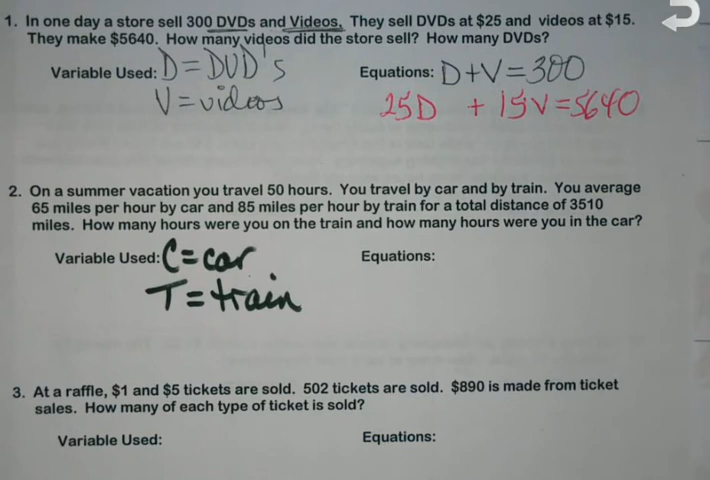 1. In one day a store sell 300 DVDs and Videos. They sell DVDs at $25 and videos at $15.
They make $5640. How many videos did the store sell? How many DVDs?
Variable Used: D = DVD's Equations: D+V=300
V = videos 25D + 15V=5640
2. On a summer vacation you travel 50 hours. You travel by car and by train. You average
65 miles per hour by car and 85 miles per hour by train for a total distance of 3510
miles. How many hours were you on the train and how many hours were you in the car?
Variable Used: C=car Equations:
T=train
3. At a raffle, $1 and $5 tickets are sold. 502 tickets are sold. $890 is made from ticket
sales. How many of each type of ticket is sold?
Variable Used: Equations: